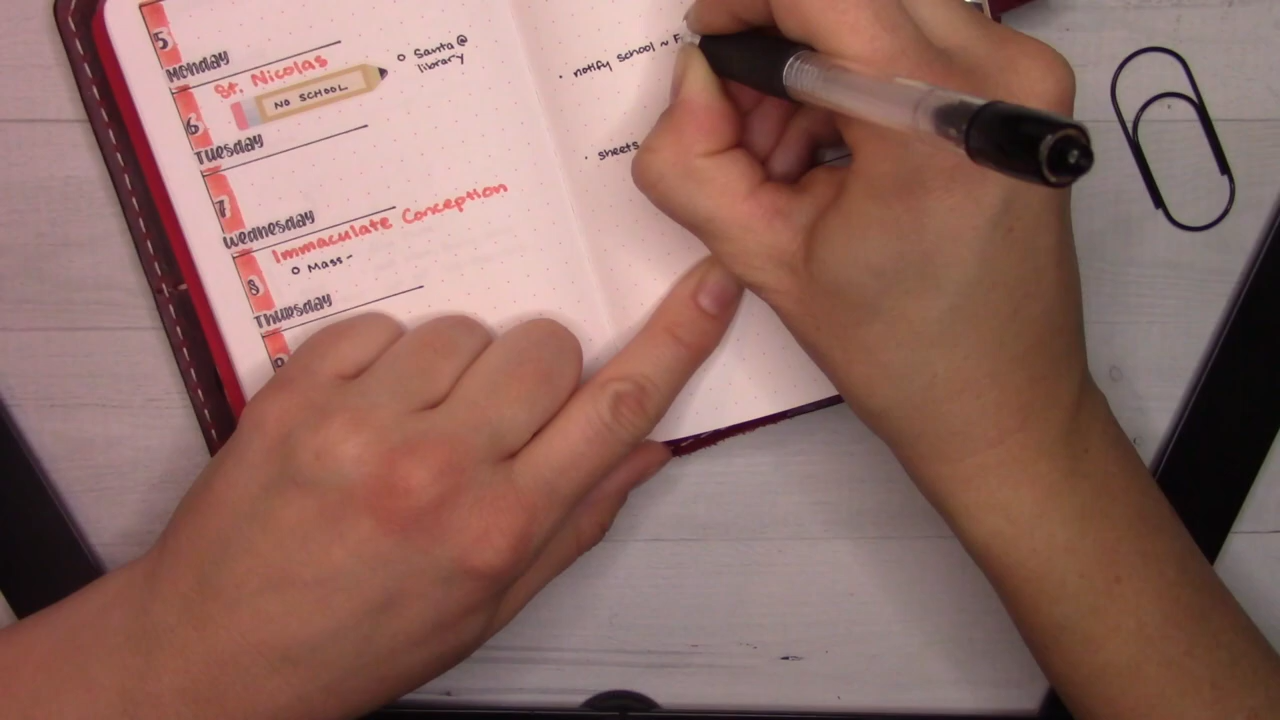 5
Monday
St. Nicolas
NO SCHOOL
Santa @
library
6
Tuesday
7
Wednesday
Immaculate Conception
Mass -
8
Thursday
notify school ~ F
sheets